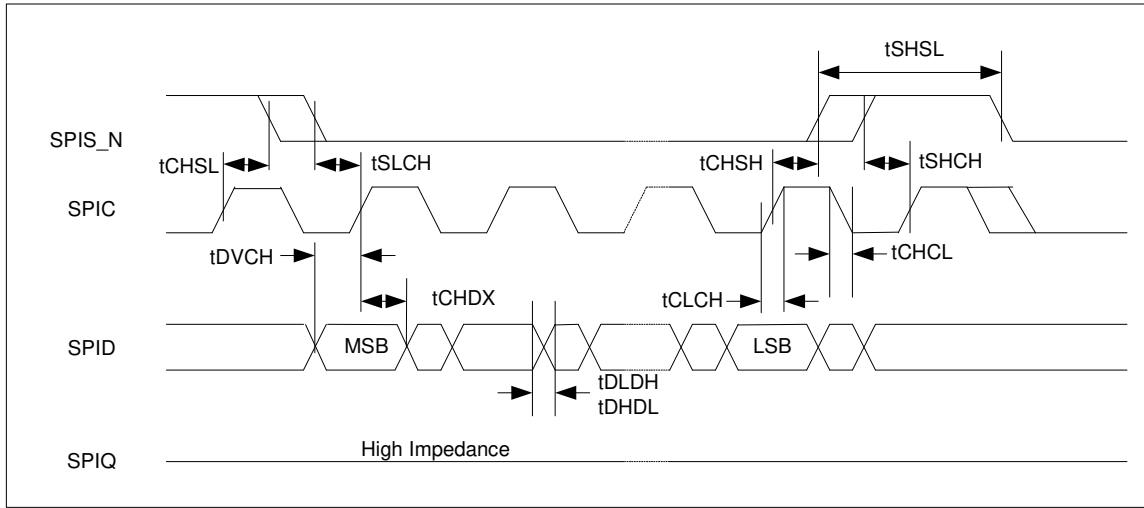 tSHSL
SPIS_N
tCHSL
tSLCH
tCHSH
tSHCH
SPIC
tDVCH
tCHCL
tCHDX
tCLCH
SPID
MSB
LSB
tDLDH
tDHDL
High Impedance
SPIQ